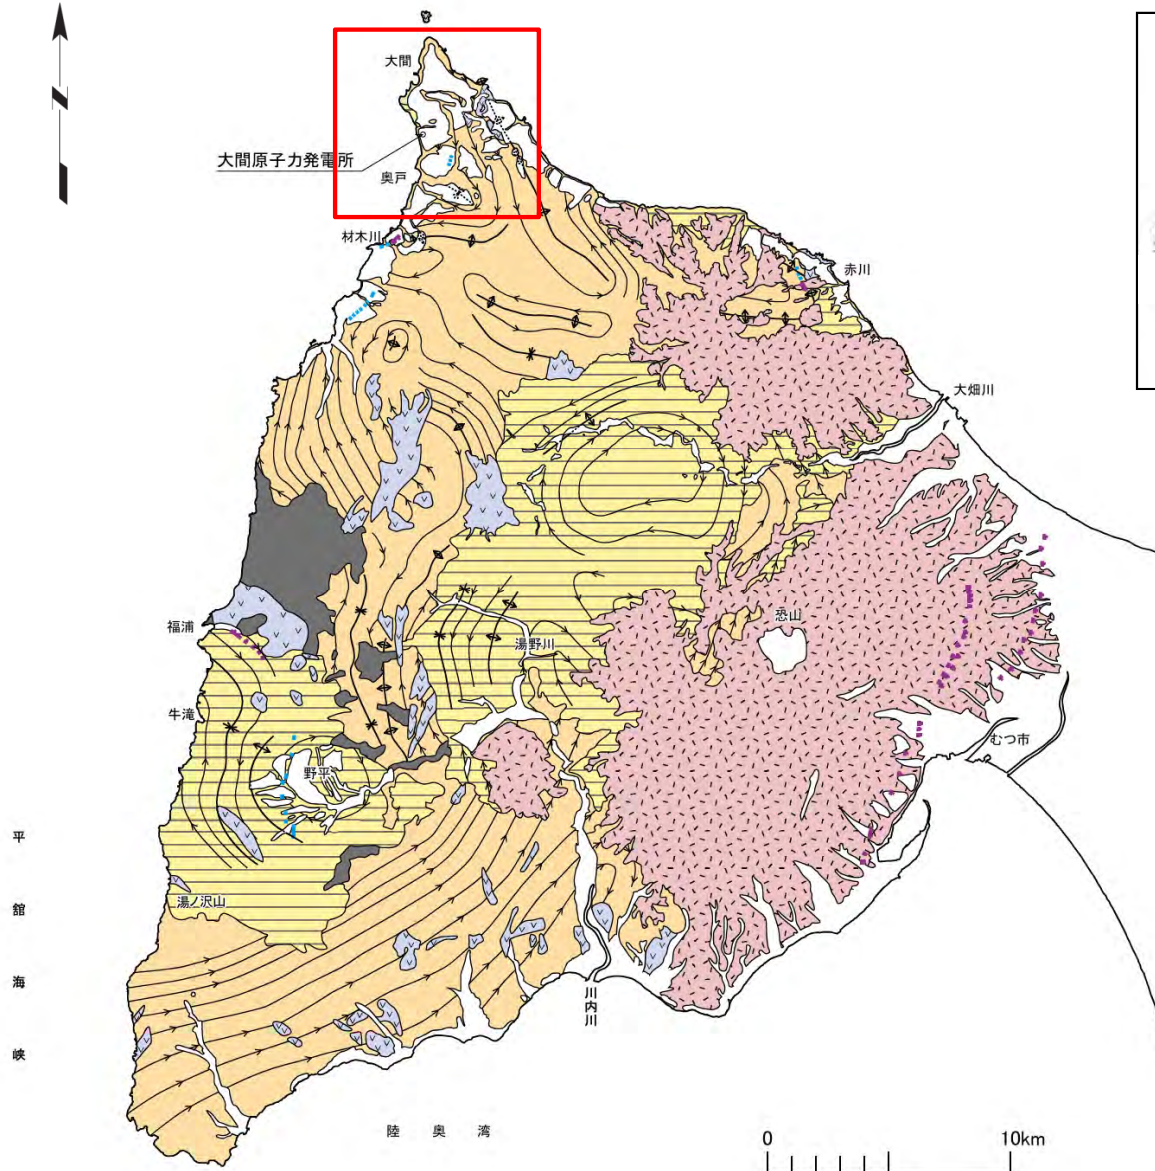 大間
大間原子力発電所
奥戸
材木川
赤川
大畑川
恐山
福浦
湯野川
牛滝
むつ市
野平
平舘海峡
湯ノ沢山
川内川
陸奥湾
0
10km